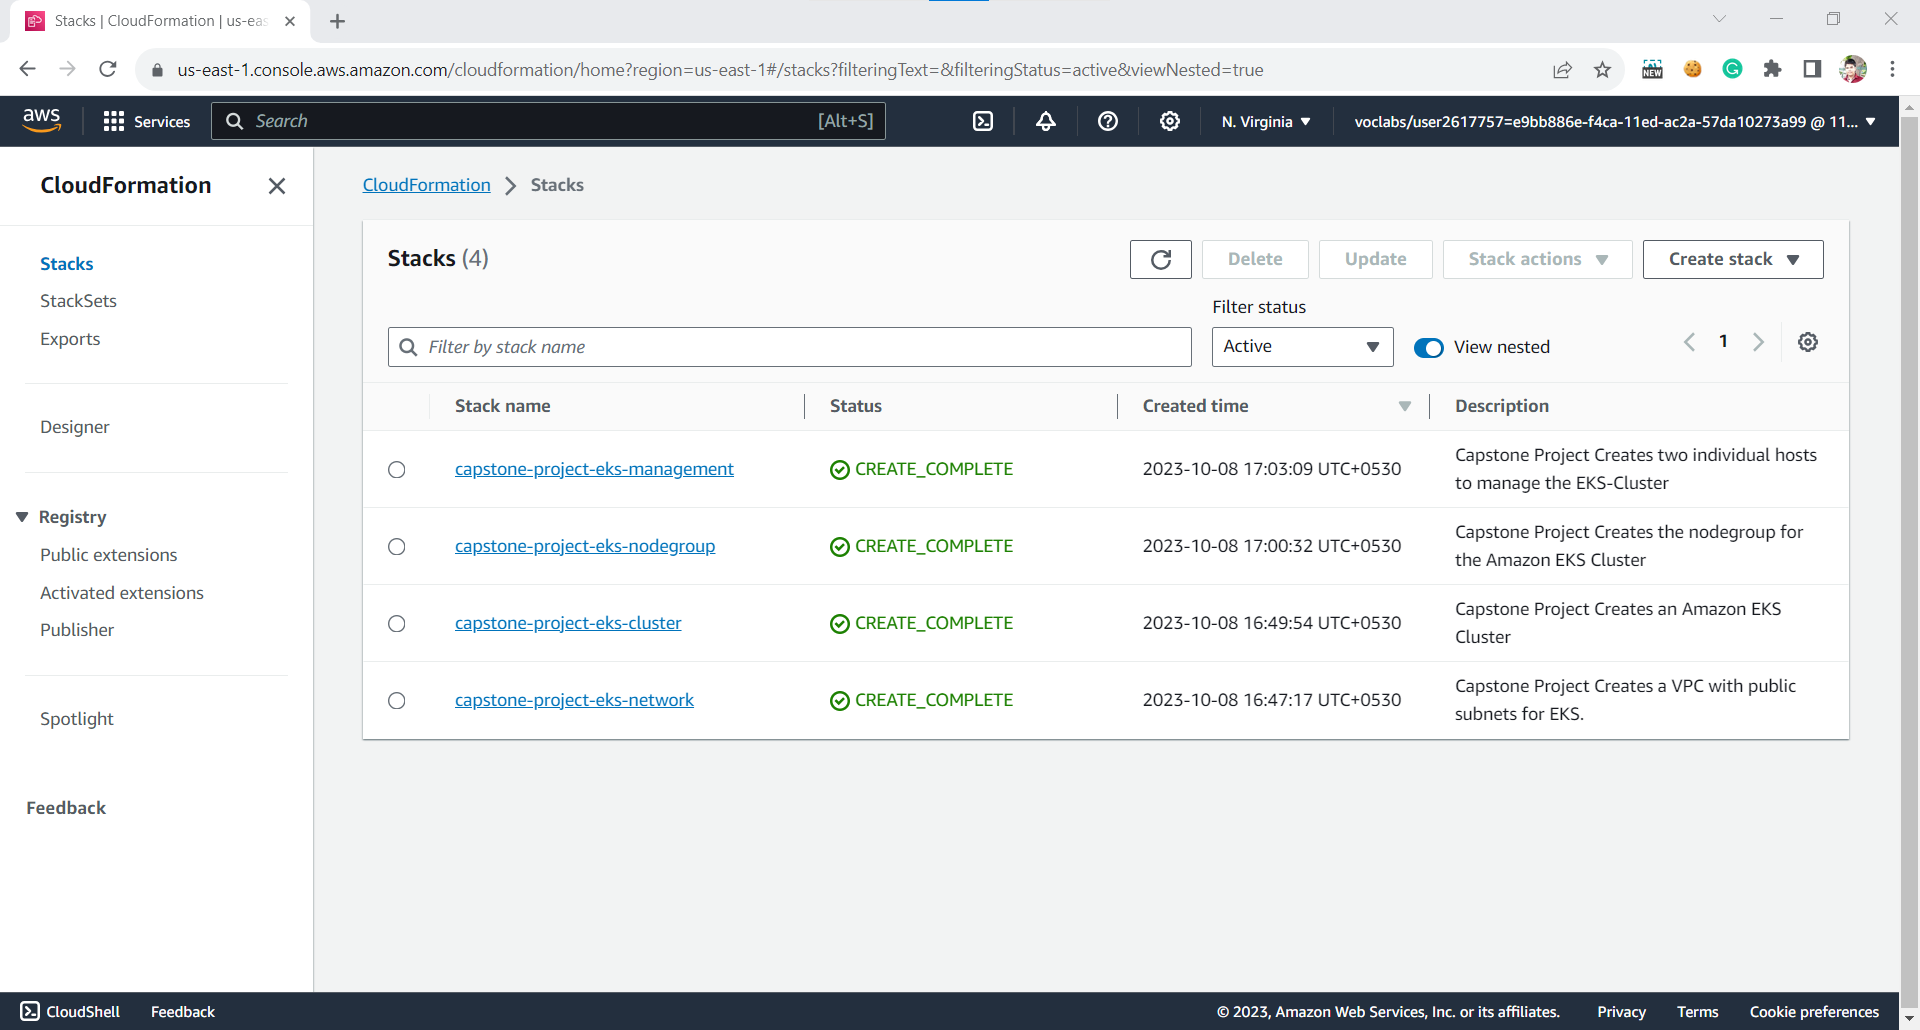 Stacks | CloudFormation | us-eas
us-east-1.console.aws.amazon.com/cloudformation/home?region=us-east-1#/stacks?filteringText=&filteringStatus=active&viewNested=true
NEW
aws
Services
Search
[Alt+S]
N. Virginia
voclabs/user2617757=e9bb886e-f4ca-11ed-ac2a-57da10273a99 @ 11...
CloudFormation
Stacks
StackSets
Exports
Designer
Registry
Public extensions
Activated extensions
Publisher
Spotlight
Feedback
CloudFormation
Stacks
Stacks (4)
Delete
Update
Stack actions
Create stack
Filter status
Filter by stack name
Active
View nested
1
Stack name
Status
Created time
Description
capstone-project-eks-management
CREATE_COMPLETE
2023-10-08 17:03:09 UTC+0530
Capstone Project Creates two individual hosts
to manage the EKS-Cluster
capstone-project-eks-nodegroup
CREATE_COMPLETE
2023-10-08 17:00:32 UTC+0530
Capstone Project Creates the nodegroup for
the Amazon EKS Cluster
capstone-project-eks-cluster
CREATE_COMPLETE
2023-10-08 16:49:54 UTC+0530
Capstone Project Creates an Amazon EKS
Cluster
capstone-project-eks-network
CREATE_COMPLETE
2023-10-08 16:47:17 UTC+0530
Capstone Project Creates a VPC with public
subnets for EKS.
CloudShell
Feedback
© 2023, Amazon Web Services, Inc. or its affiliates.
Privacy
Terms
Cookie preferences